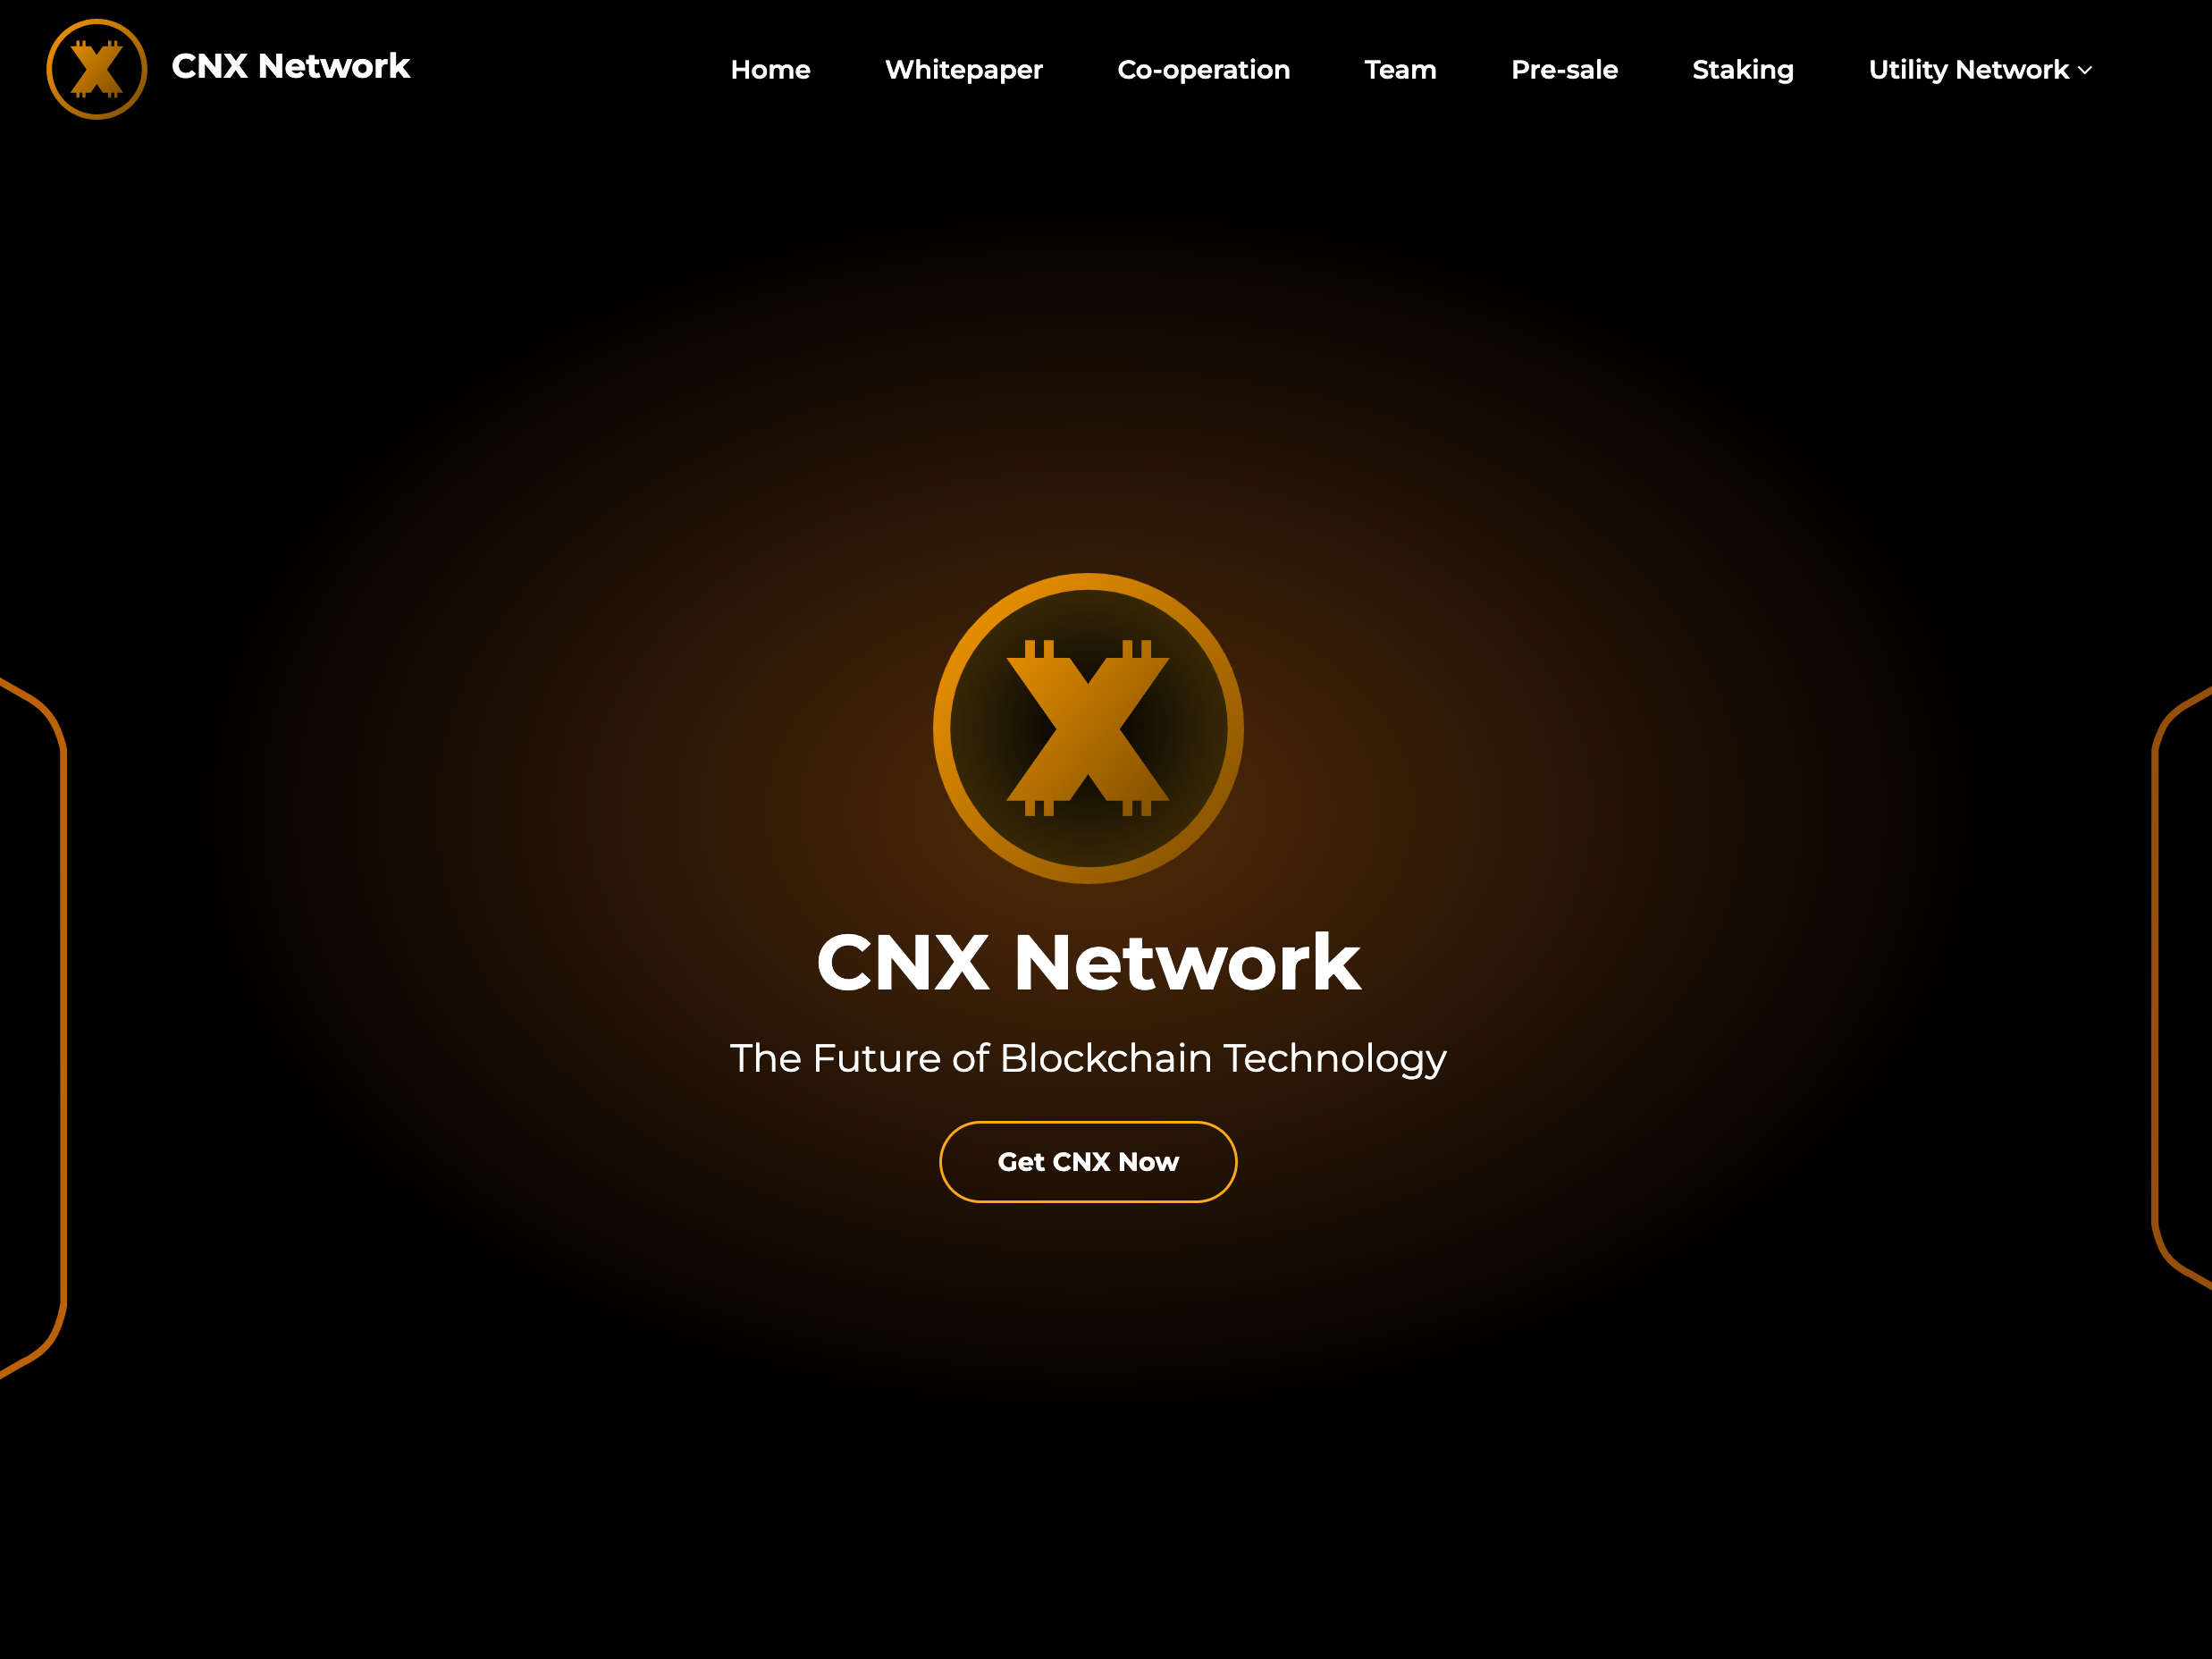 CNX Network
Home Whitepaper Co-operation Team Pre-sale Staking Utility Network
CNX Network
The Future of Blockchain Technology
Get CNX Now